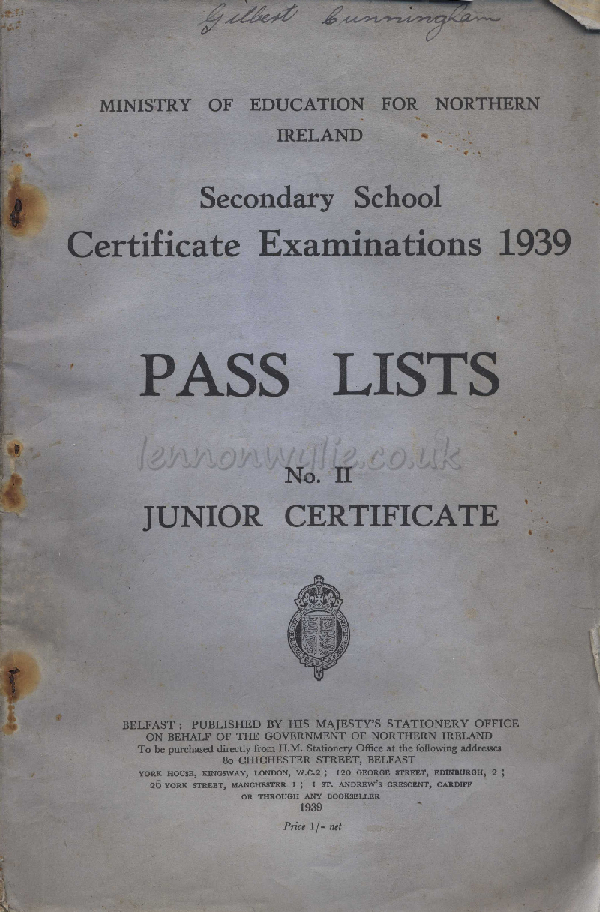 Gilbert Cunningham
MINISTRY OF EDUCATION FOR NORTHERN
IRELAND
Secondary School
Certificate Examinations 1939
PASS LISTS
lennonwylie.co.uk
No. II
JUNIOR CERTIFICATE
BELFAST: PUBLISHED BY HIS MAJESTY'S STATIONERY OFFICE
ON BEHALF OF THE GOVERNMENT OF NORTHERN IRELAND
To be purchased directly from H.M. Stationery Office at the following addresses
80 CHICHESTER STREET, BELFAST
YORK HOUSE, KINGSWAY, LONDON, W.C.2; 120 GEORGE STREET, EDINBURGH, 2;
26 YORK STREET, MANCHESTER 1; 1 ST. ANDREW'S CRESCENT, CARDIFF
OR THROUGH ANY BOOKSELLER
1939
Price 1/- net